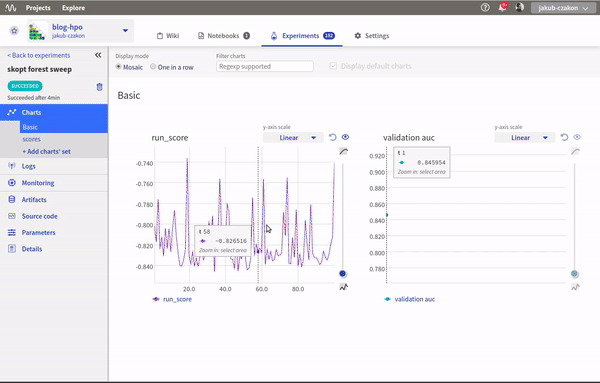 Projects Explore
jakub-czakon
blog-hpo
jakub-czakon
Wiki
Notebooks 1
Experiments 192
Settings
< Back to experiments
skopt forest sweep
SUCCEEDED
Succeeded after 4min
Charts
Basic
scores
+ Add charts' set
Logs
Monitoring
Artifacts
Source code
Parameters
Details
Display mode
Mosaic One in a row
Filter charts
Regexp supported
Display default charts
Basic
run_score
y-axis scale
Linear
-0.740
-0.760
-0.780
-0.800
-0.820
-0.840
t 58
-0.826516
Zoom in: select area
20.0 40.0 60.0 80.0
run_score
validation auc
y-axis scale
Linear
0.920
0.900
0.880
0.860
0.840
0.820
0.800
0.780
t 1
0.845954
Zoom in: select area
validation auc